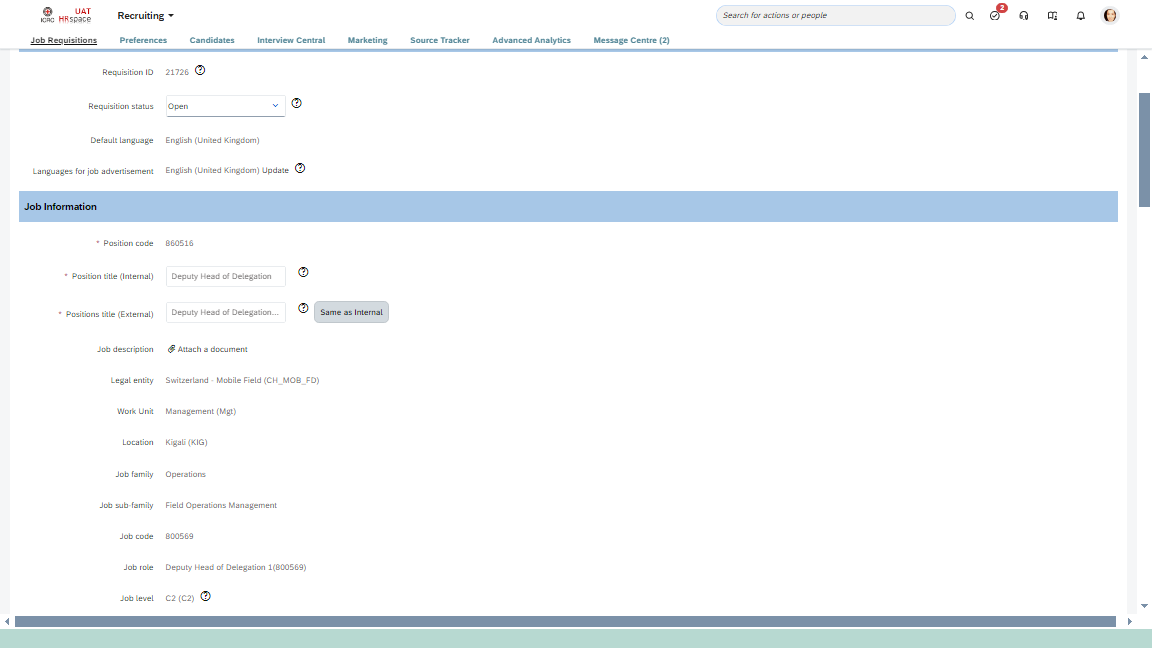 ICRC UAT HRspace
Recruiting
Search for actions or people
2
Job Requisitions Preferences Candidates Interview Central Marketing Source Tracker Advanced Analytics Message Centre (2)
Requisition ID 21726
Requisition status Open
Default language English (United Kingdom)
Languages for job advertisement English (United Kingdom) Update
Job Information
* Position code 860516
* Position title (Internal) Deputy Head of Delegation
* Positions title (External) Deputy Head of Delegation... Same as Internal
Job description Attach a document
Legal entity Switzerland - Mobile Field (CH_MOB_FD)
Work Unit Management (Mgt)
Location Kigali (KIG)
Job family Operations
Job sub-family Field Operations Management
Job code 800569
Job role Deputy Head of Delegation 1(800569)
Job level C2 (C2)